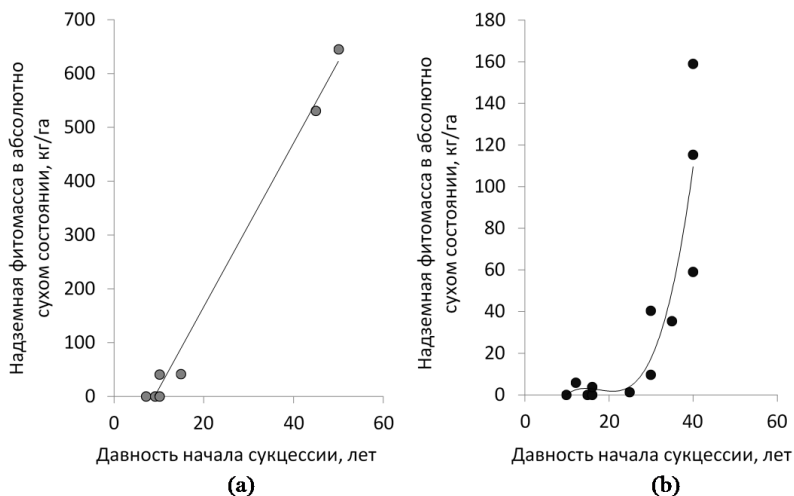 Надземная фитомасса в абсолютно
сухом состоянии, кг/га
700
600
500
400
300
200
100
0
0 20 40 60
Давность начала сукцессии, лет
(a)
Надземная фитомасса в абсолютно
сухом состоянии, кг/га
180
160
140
120
100
80
60
40
20
0
0 20 40 60
Давность начала сукцессии, лет
(b)